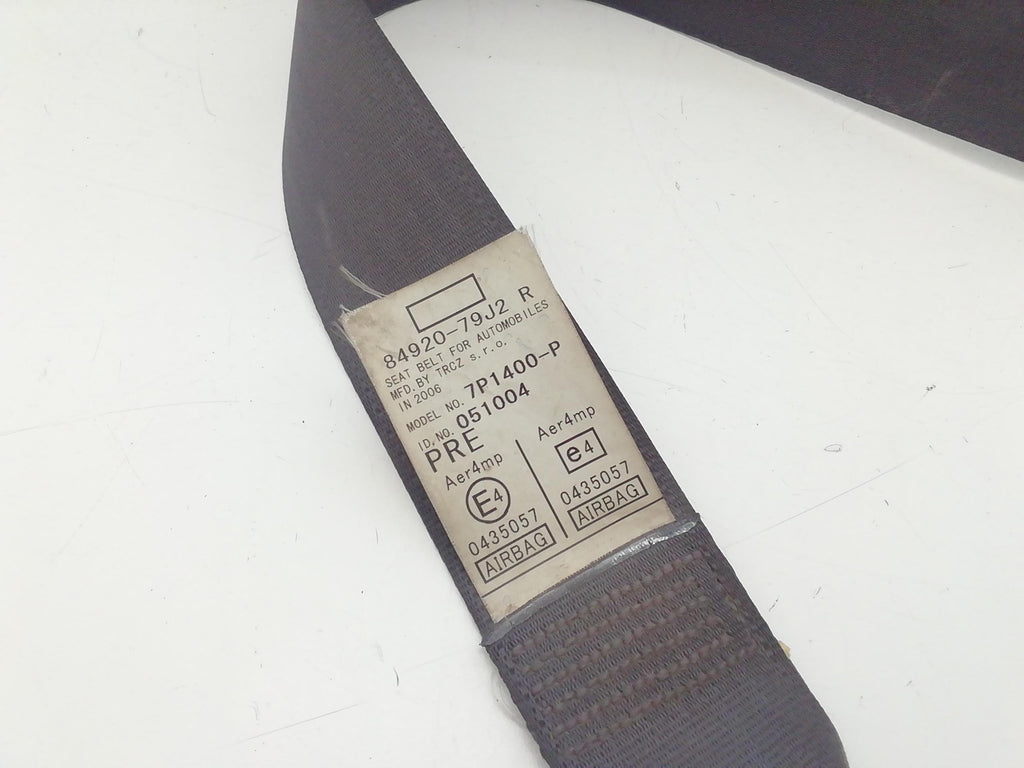 84920-79J2 R
SEAT BELT FOR AUTOMOBILES
MFD. BY TRCZ s.r.o.
IN 2006
MODEL NO. 7P1400-P
ID. NO. 051004
PRE
Aer4mp
E4
0435057
AIRBAG
Aer4mp
e4
0435057
AIRBAG